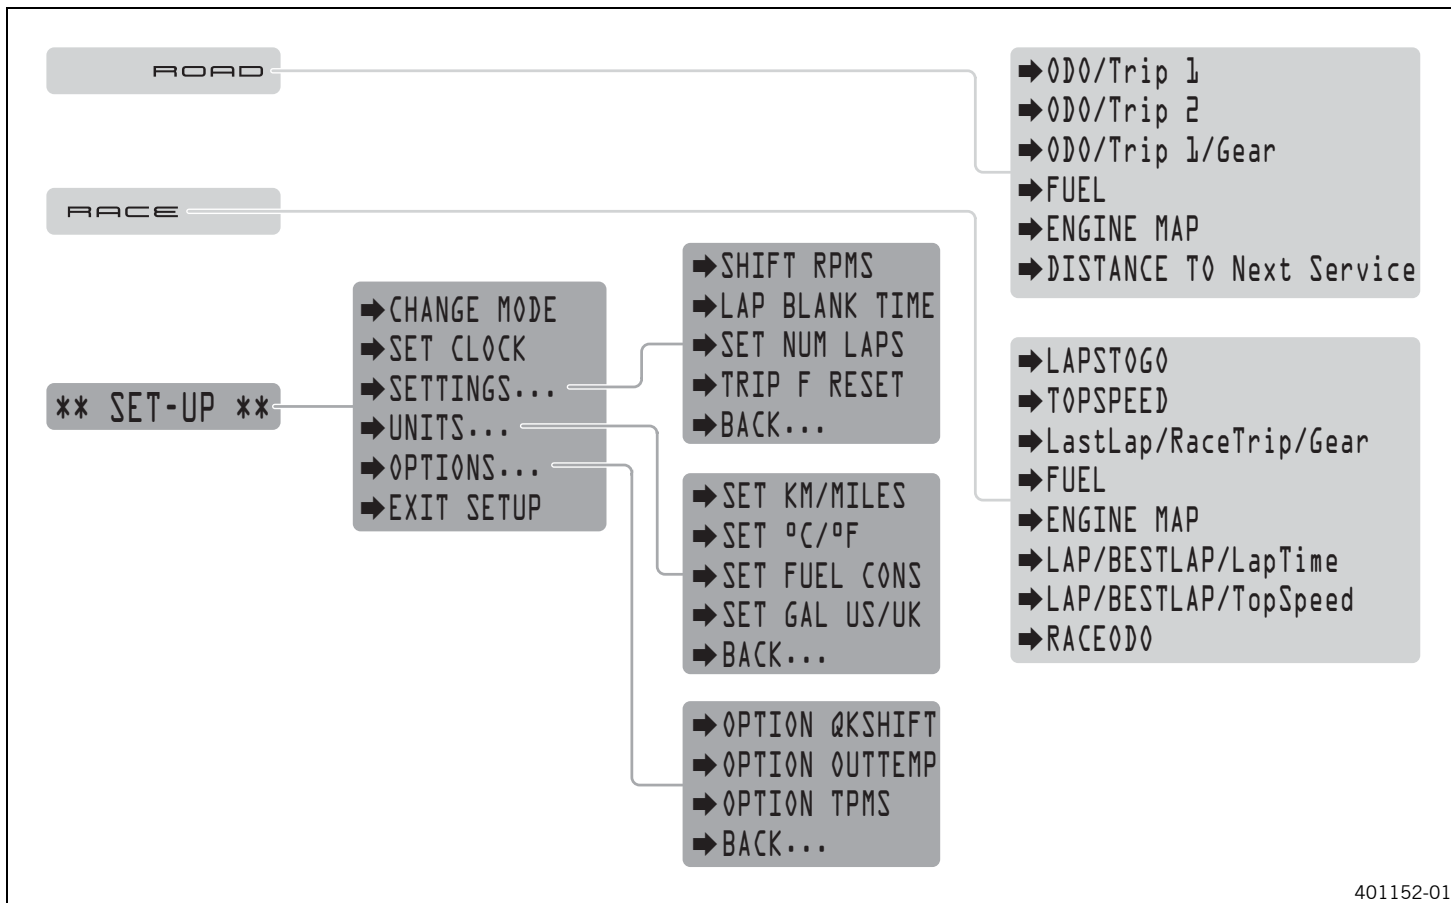 ROAD
ODO/Trip 1
ODO/Trip 2
ODO/Trip 1/Gear
FUEL
ENGINE MAP
DISTANCE TO Next Service
RACE
LAPSTOGO
TOPSPEED
LastLap/RaceTrip/Gear
FUEL
ENGINE MAP
LAP/BESTLAP/LapTime
LAP/BESTLAP/TopSpeed
RACEODO
** SET-UP **
CHANGE MODE
SET CLOCK
SETTINGS...
UNITS...
OPTIONS...
EXIT SETUP
SHIFT RPMS
LAP BLANK TIME
SET NUM LAPS
TRIP F RESET
BACK...
SET KM/MILES
SET ºC/ºF
SET FUEL CONS
SET GAL US/UK
BACK...
OPTION QKSHIFT
OPTION OUTTEMP
OPTION TPMS
BACK...
401152-01